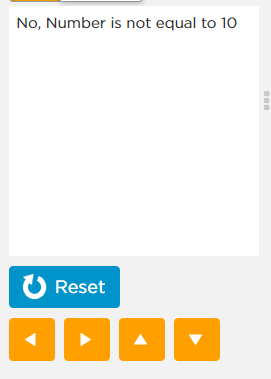 No, Number is not equal to 10
Reset